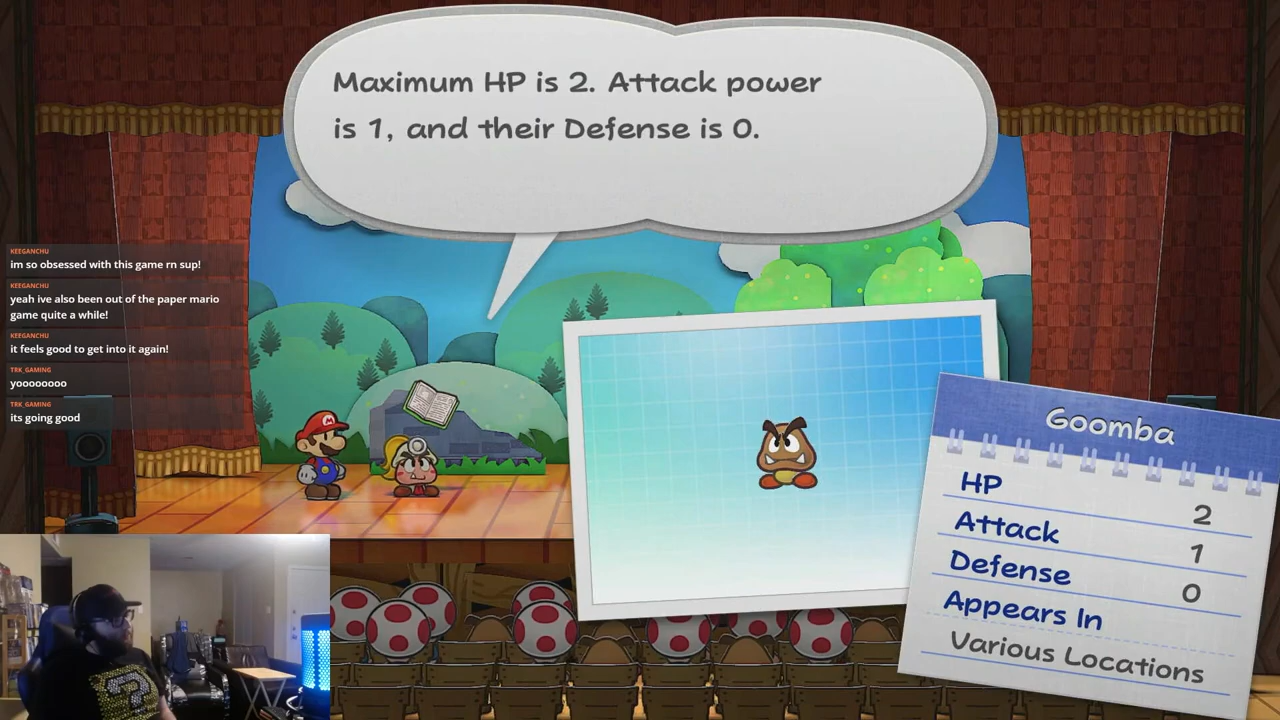 Maximum HP is 2. Attack power
is 1, and their Defense is 0.
KEEGANCHU
im so obsessed with this game rn sup!
KEEGANCHU
yeah ive also been out of the paper mario
game quite a while!
KEEGANCHU
it feels good to get into it again!
TRK_GAMING
yoooooooo
TRK_GAMING
its going good
M
Goomba
HP 2
Attack 1
Defense 0
Appears In
Various Locations
?